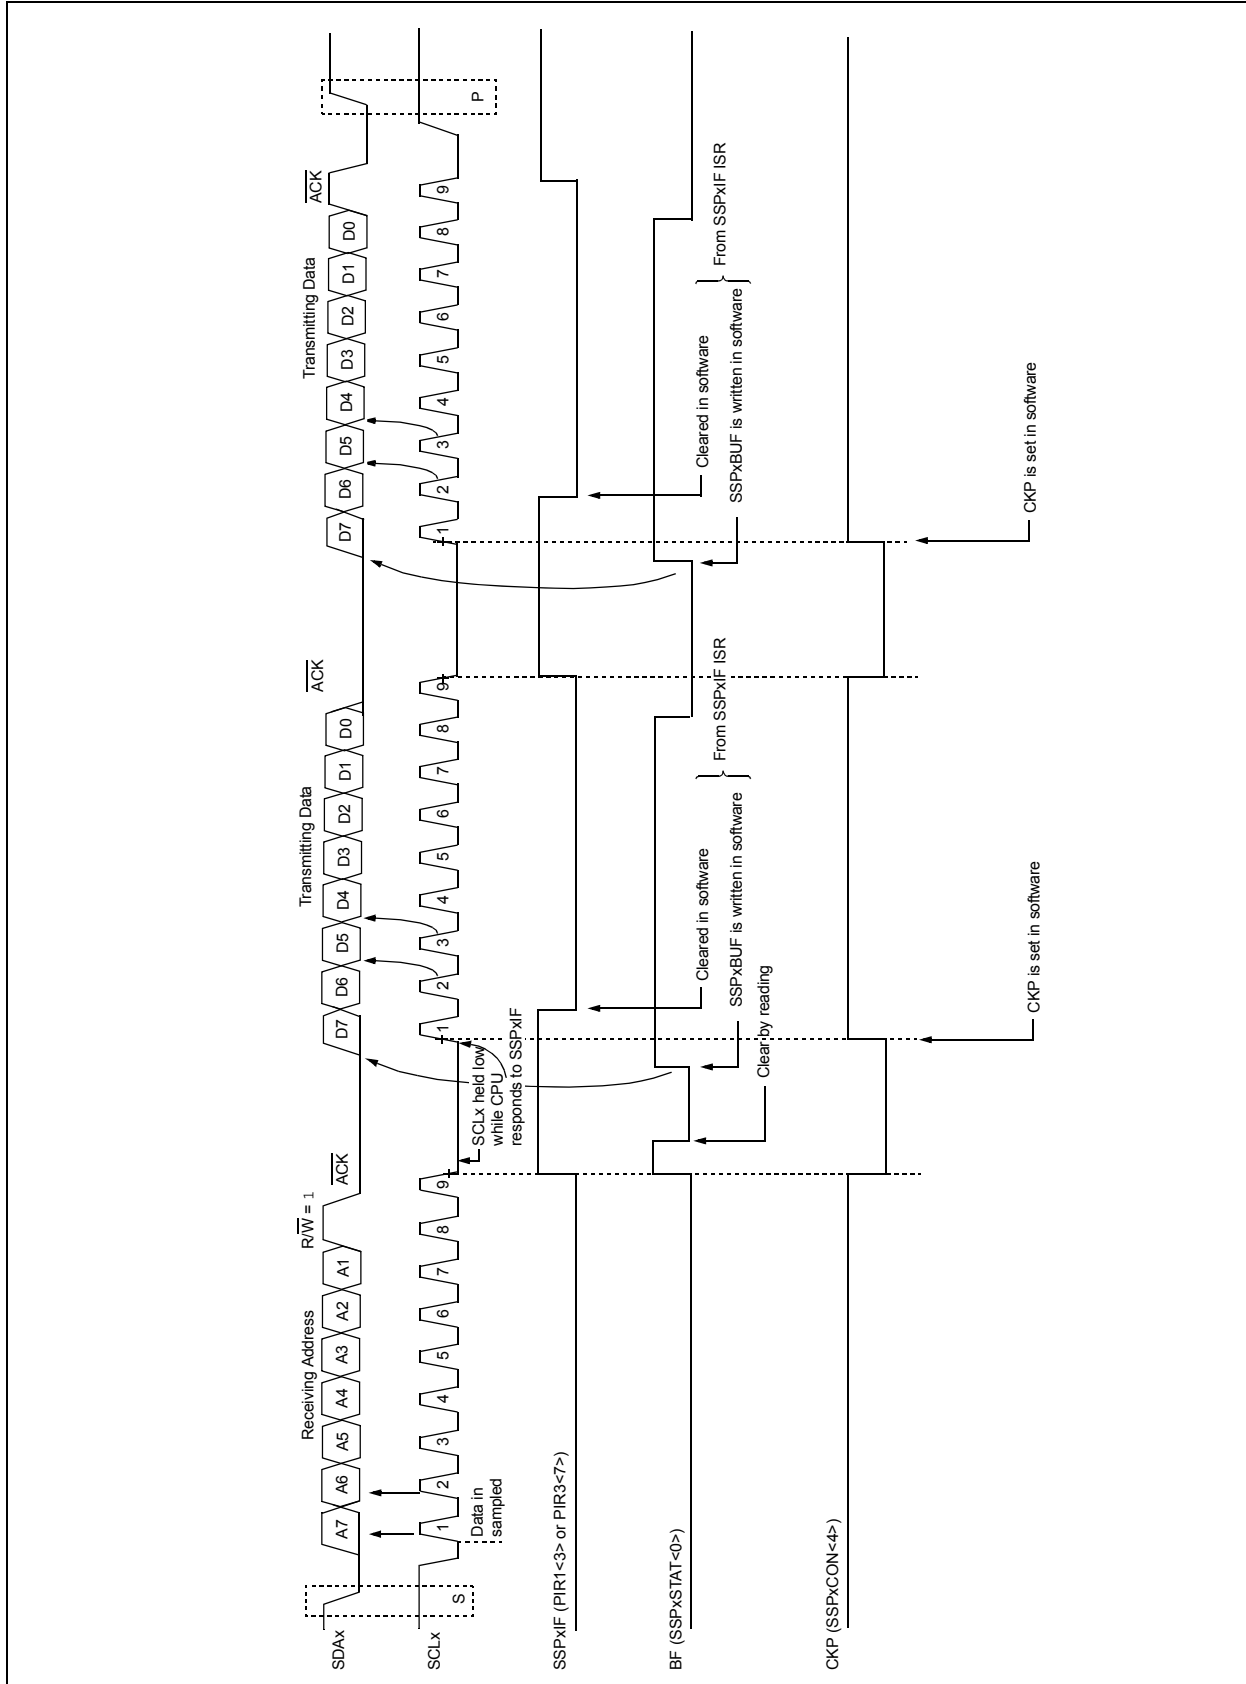 Receiving Address
R/W = 1
ACK
Transmitting Data
ACK
Transmitting Data
ACK
SDAx
A7 A6 A5 A4 A3 A2 A1
D7 D6 D5 D4 D3 D2 D1 D0
D7 D6 D5 D4 D3 D2 D1 D0
SCLx
1 2 3 4 5 6 7 8 9
1 2 3 4 5 6 7 8 9
1 2 3 4 5 6 7 8 9
S
P
Data in
sampled
SCLx held low
while CPU
responds to SSPxIF
SSPxIF (PIR1<3> or PIR3<7>)
BF (SSPxSTAT<0>)
Cleared in software
From SSPxIF ISR
SSPxBUF is written in software
Clear by reading
Cleared in software
From SSPxIF ISR
SSPxBUF is written in software
CKP (SSPxCON<4>)
CKP is set in software
CKP is set in software